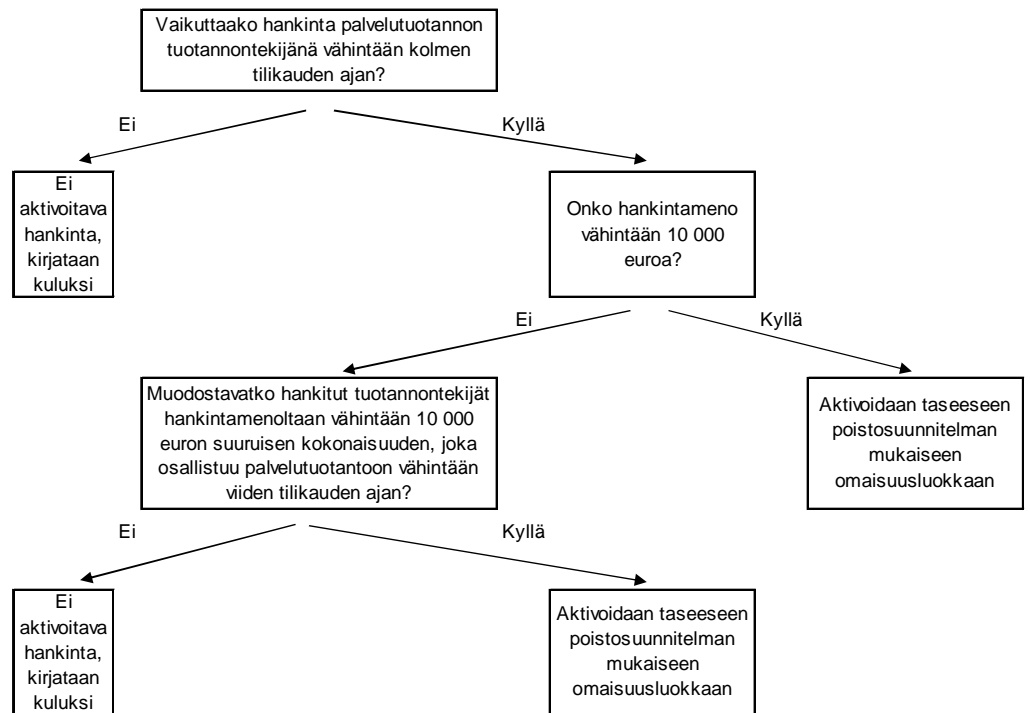 Vaikuttaako hankinta palvelutuotannon
tuotannontekijänä vähintään kolmen
tilikauden ajan?
Ei
Kyllä
Ei
aktivoitava
hankinta,
kirjataan
kuluksi
Onko hankintameno
vähintään 10 000
euroa?
Ei
Kyllä
Muodostavatko hankitut tuotannontekijät
hankintamenoltaan vähintään 10 000
euron suuruisen kokonaisuuden, joka
osallistuu palvelutuotantoon vähintään
viiden tilikauden ajan?
Aktivoidaan taseeseen
poistosuunnitelman
mukaiseen
omaisuusluokkaan
Ei
Kyllä
Ei
aktivoitava
hankinta,
kirjataan
kuluksi
Aktivoidaan taseeseen
poistosuunnitelman
mukaiseen
omaisuusluokkaan